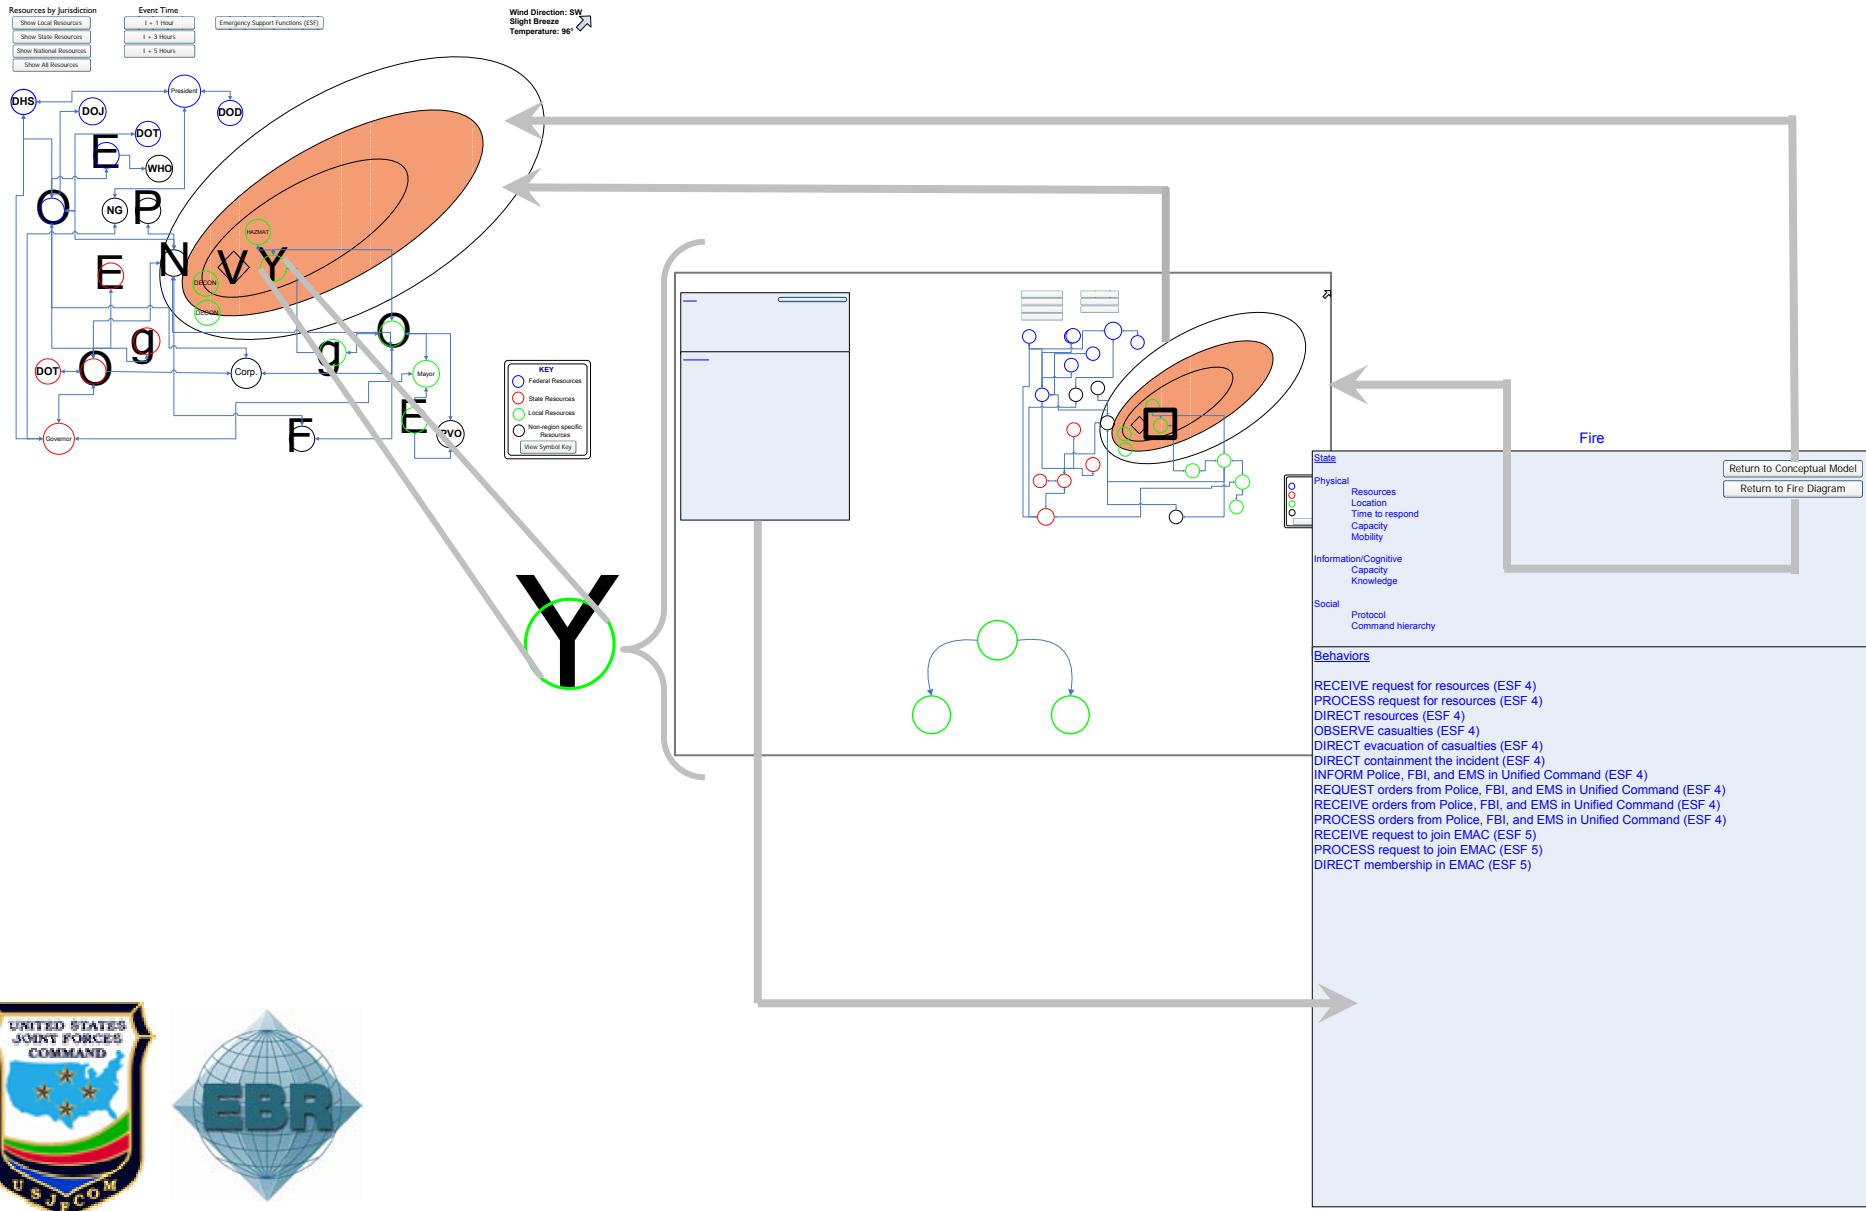 Resources by Jurisdiction
Show Local Resources
Show State Resources
Show National Resources
Show All Resources
Event Time
I + 1 Hour
I + 3 Hours
I + 5 Hours
Emergency Support Functions (ESF)
Wind Direction: SW
Slight Breeze
Temperature: 96°
President
DHS
DOJ
DOD
DOT
E
WHO
O
NG
P
HAZMAT
N
V
Y
E
DECON
DECON
g
O
g
DOT
O
Corp.
Mayor
E
F
PVO
Governor
KEY
Federal Resources
State Resources
Local Resources
Non-region specific
Resources
View Symbol Key
Y
Fire
Return to Conceptual Model
Return to Fire Diagram
State
Physical
Resources
Location
Time to respond
Capacity
Mobility
Information/Cognitive
Capacity
Knowledge
Social
Protocol
Command hierarchy
Behaviors
RECEIVE request for resources (ESF 4)
PROCESS request for resources (ESF 4)
DIRECT resources (ESF 4)
OBSERVE casualties (ESF 4)
DIRECT evacuation of casualties (ESF 4)
DIRECT containment the incident (ESF 4)
INFORM Police, FBI, and EMS in Unified Command (ESF 4)
REQUEST orders from Police, FBI, and EMS in Unified Command (ESF 4)
RECEIVE orders from Police, FBI, and EMS in Unified Command (ESF 4)
PROCESS orders from Police, FBI, and EMS in Unified Command (ESF 4)
RECEIVE request to join EMAC (ESF 5)
PROCESS request to join EMAC (ESF 5)
DIRECT membership in EMAC (ESF 5)
UNITED STATES
JOINT FORCES
COMMAND
USJFCOM
EBR